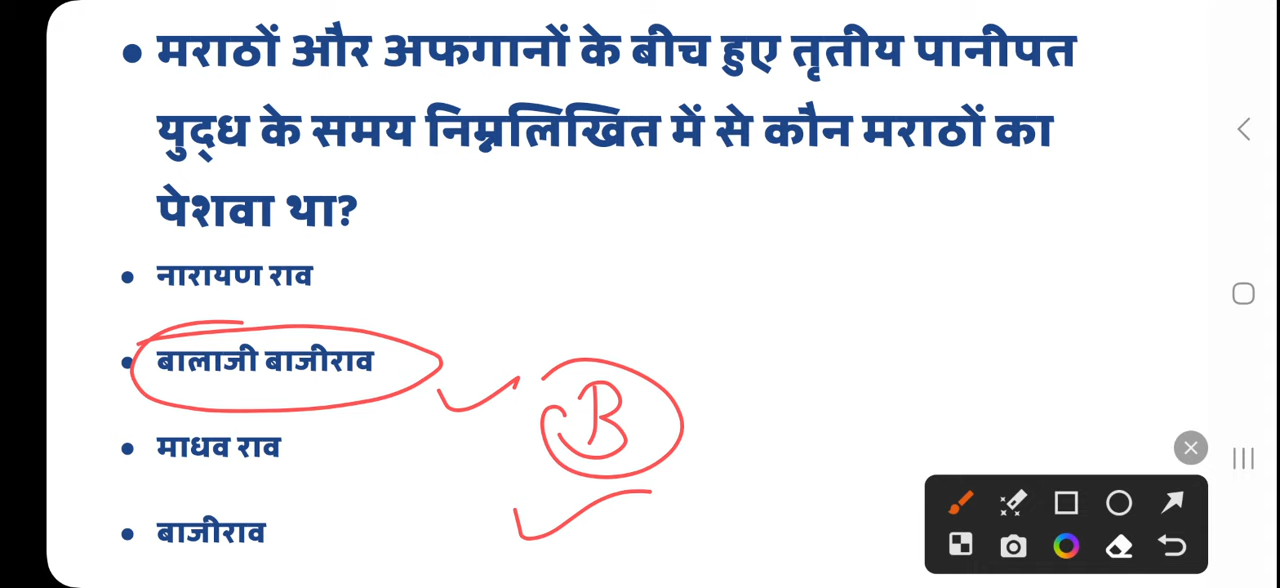 • मराठों और अफगानों के बीच हुए तृतीय पानीपत
युद्ध के समय निम्नलिखित में से कौन मराठों का
पेशवा था?
• नारायण राव
• बालाजी बाजीराव
B
• माधव राव
• बाजीराव